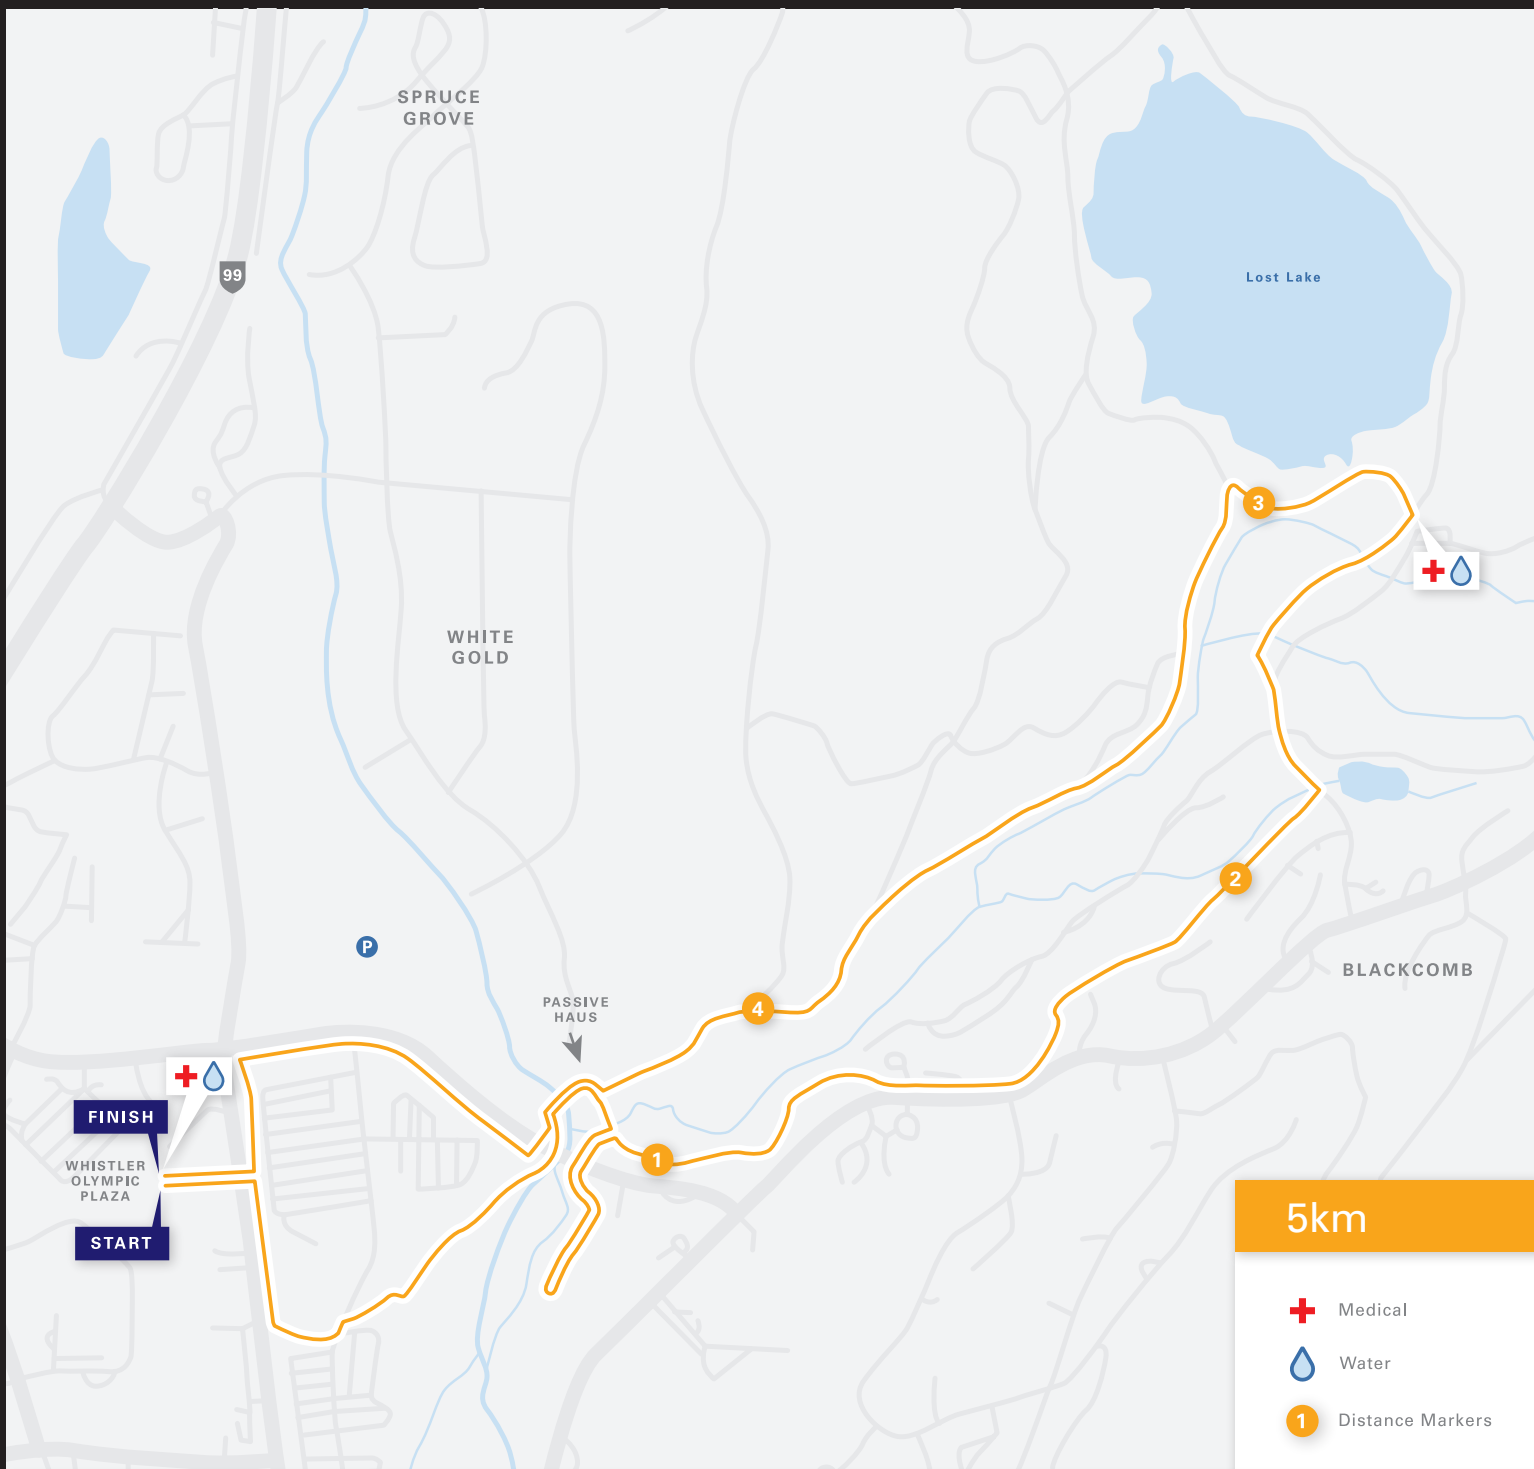 SPRUCE
GROVE
99
Lost Lake
3
WHITE
GOLD
2
P
BLACKCOMB
PASSIVE
HAUS
4
FINISH
WHISTLER
OLYMPIC
PLAZA
START
1
5km
Medical
Water
1 Distance Markers